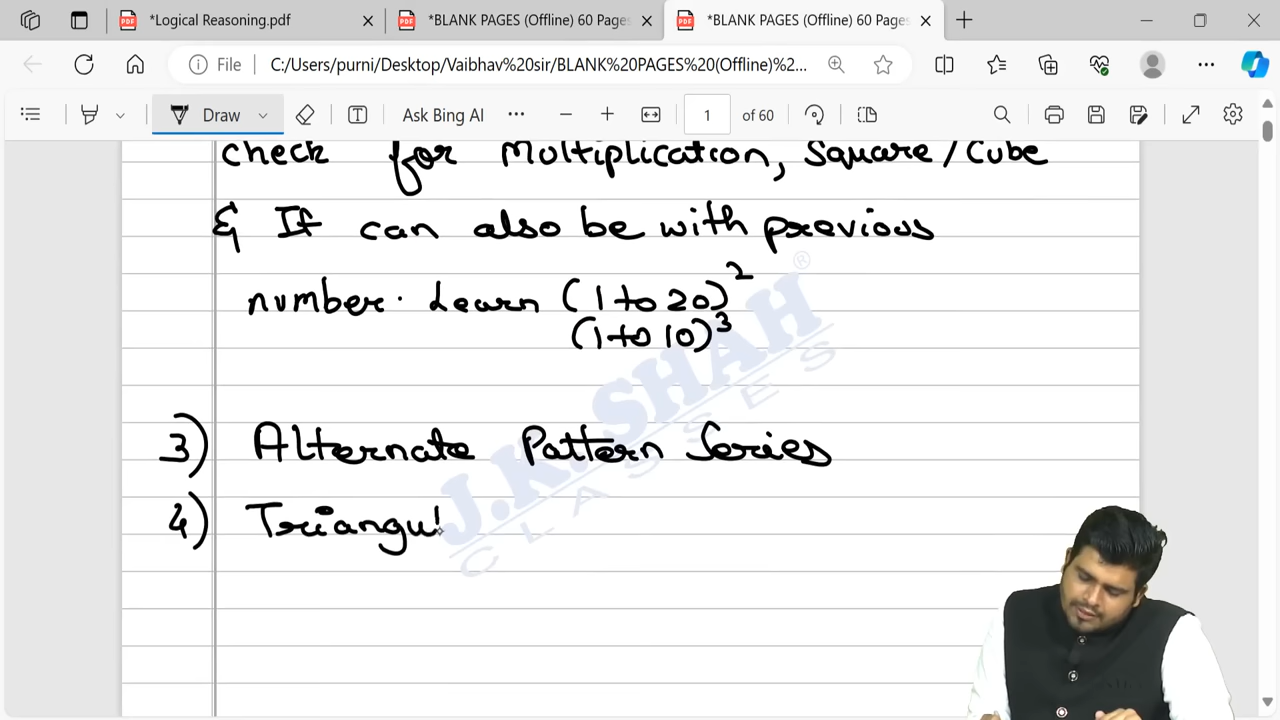 *Logical Reasoning.pdf
*BLANK PAGES (Offline) 60 Pages
*BLANK PAGES (Offline) 60 Pages
File
C:/Users/purni/Desktop/Vaibhav%20sir/BLANK%20PAGES%20(Offline)%2...
Draw
Ask Bing AI
1
of 60
check for Multiplication, Square/Cube
& It can also be with previous
number. Learn (1 to 20)²
(1 to 10)³
3) Alternate Pattern Series
4) Triangul
J.K. SHAH®
CLASSES